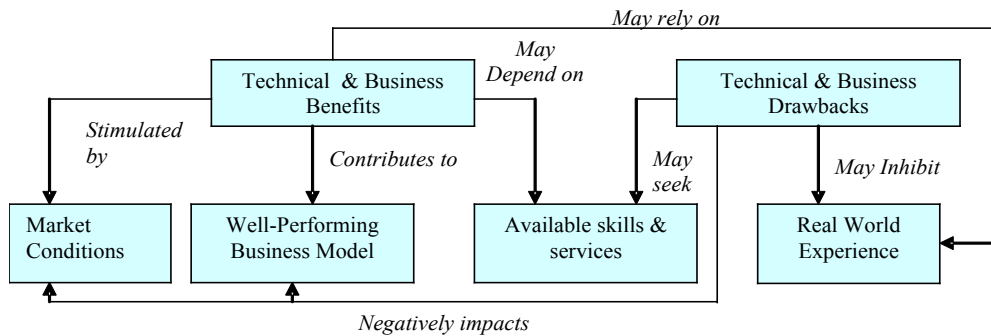 May rely on
May
Depend on
Technical & Business
Benefits
Technical & Business
Drawbacks
Stimulated
by
Contributes to
May
seek
May Inhibit
Market
Conditions
Well-Performing
Business Model
Available skills &
services
Real World
Experience
Negatively impacts